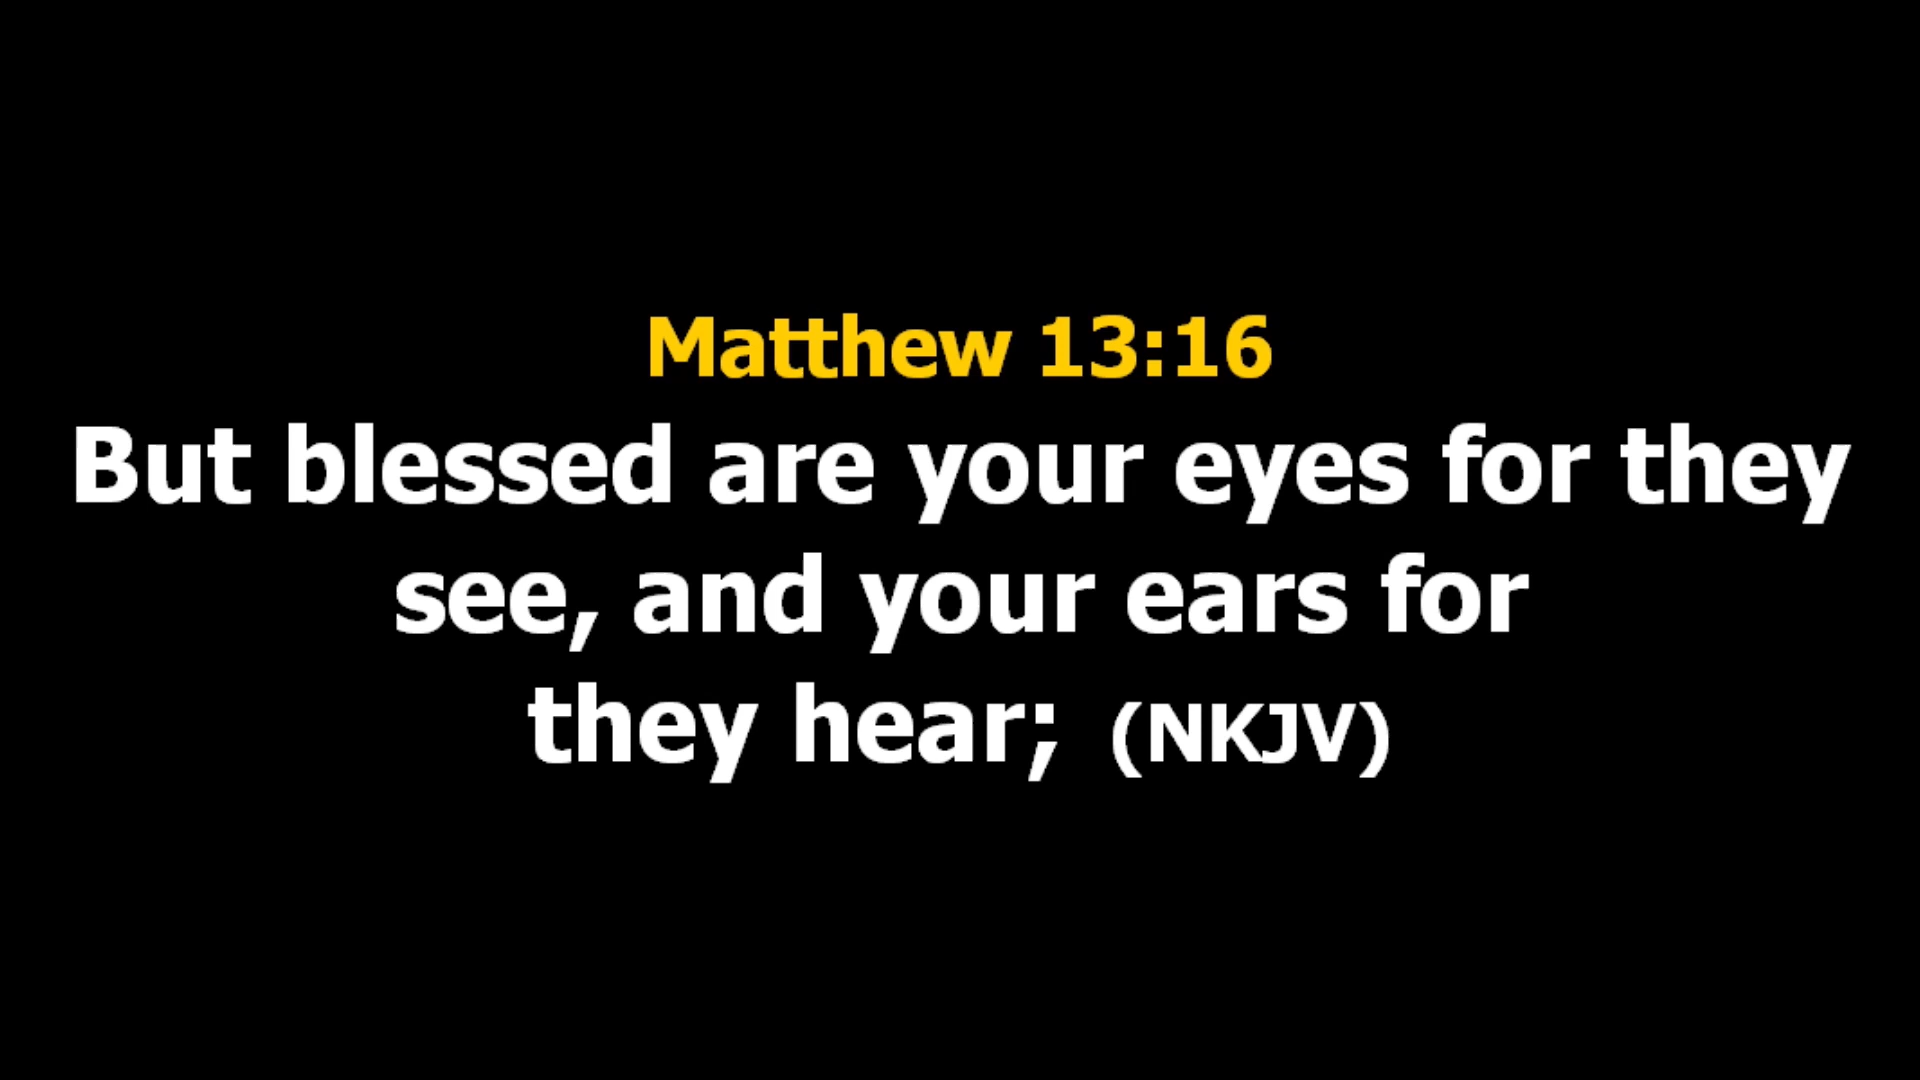 Matthew 13:16
But blessed are your eyes for they
see, and your ears for
they hear; (NKJV)